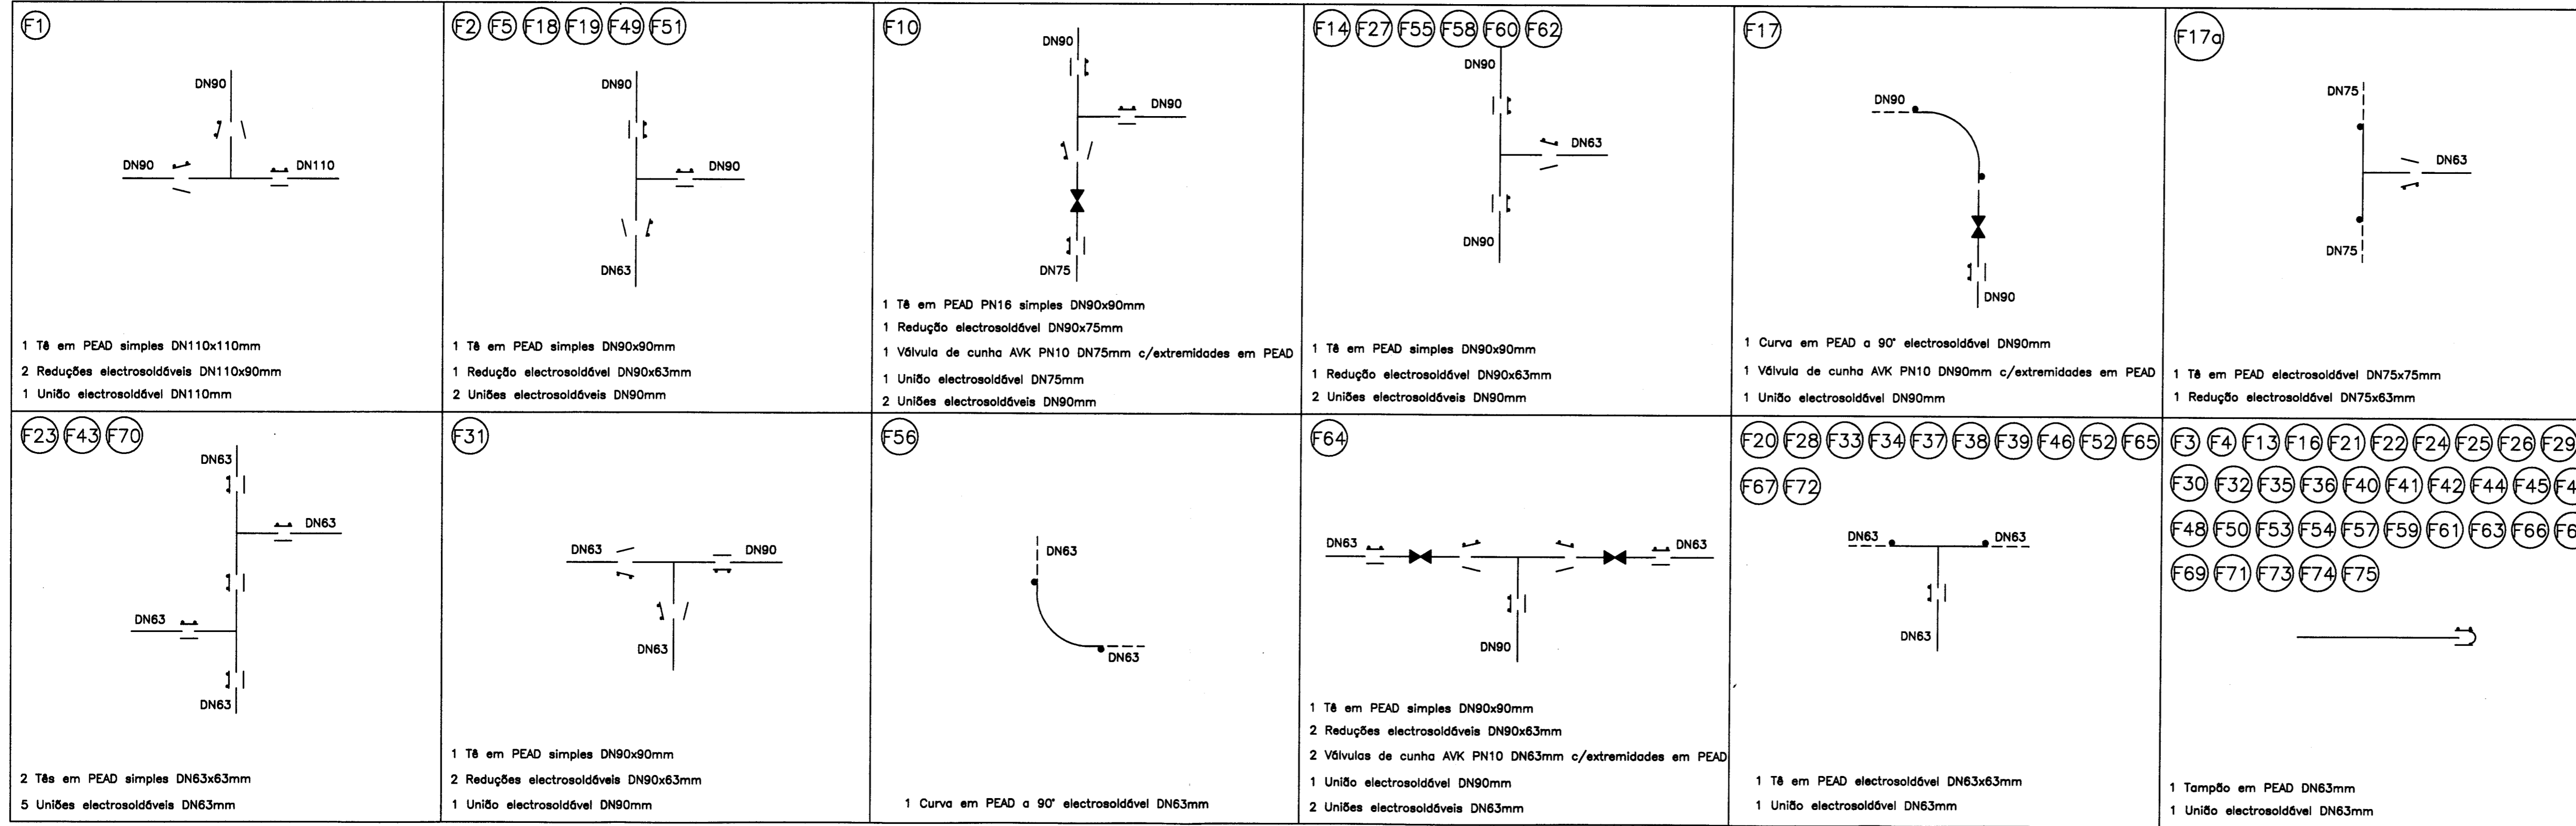 F1
DN90
DN90
DN110
1 Tê em PEAD simples DN110x110mm
2 Reduções electrosoldáveis DN110x90mm
1 União electrosoldável DN110mm
F2 F5 F18 F19 F49 F51
DN90
DN90
DN63
1 Tê em PEAD simples DN90x90mm
1 Redução electrosoldável DN90x63mm
2 Uniões electrosoldáveis DN90mm
F10
DN90
DN90
DN75
1 Tê em PEAD PN16 simples DN90x90mm
1 Redução electrosoldável DN90x75mm
1 Válvula de cunha AVK PN10 DN75mm c/extremidades em PEAD
1 União electrosoldável DN75mm
2 Uniões electrosoldáveis DN90mm
F14 F27 F55 F58 F60 F62
DN90
DN63
DN90
1 Tê em PEAD simples DN90x90mm
1 Redução electrosoldável DN90x63mm
2 Uniões electrosoldáveis DN90mm
F17
DN90
DN90
1 Curva em PEAD a 90° electrosoldável DN90mm
1 Válvula de cunha AVK PN10 DN90mm c/extremidades em PEAD
1 União electrosoldável DN90mm
F17a
DN75
DN63
DN75
1 Tê em PEAD electrosoldável DN75x75mm
1 Redução electrosoldável DN75x63mm
F23 F43 F70
DN63
DN63
DN63
DN63
2 Tês em PEAD simples DN63x63mm
5 Uniões electrosoldáveis DN63mm
F31
DN63
DN90
DN63
1 Tê em PEAD simples DN90x90mm
2 Reduções electrosoldáveis DN90x63mm
1 União electrosoldável DN90mm
F56
DN63
DN63
1 Curva em PEAD a 90° electrosoldável DN63mm
F64
DN63
DN63
DN90
1 Tê em PEAD simples DN90x90mm
2 Reduções electrosoldáveis DN90x63mm
2 Válvulas de cunha AVK PN10 DN63mm c/extremidades em PEAD
1 União electrosoldável DN90mm
2 Uniões electrosoldáveis DN63mm
F20 F28 F33 F34 F37 F38 F39 F46 F52 F65
F67 F72
DN63
DN63
DN63
1 Tê em PEAD electrosoldável DN63x63mm
1 União electrosoldável DN63mm
F3 F4 F13 F16 F21 F22 F24 F25 F26 F29
F30 F32 F35 F36 F40 F41 F42 F44 F45
F48 F50 F53 F54 F57 F59 F61 F63 F66
F69 F71 F73 F74 F75
1 Tampão em PEAD DN63mm
1 União electrosoldável DN63mm